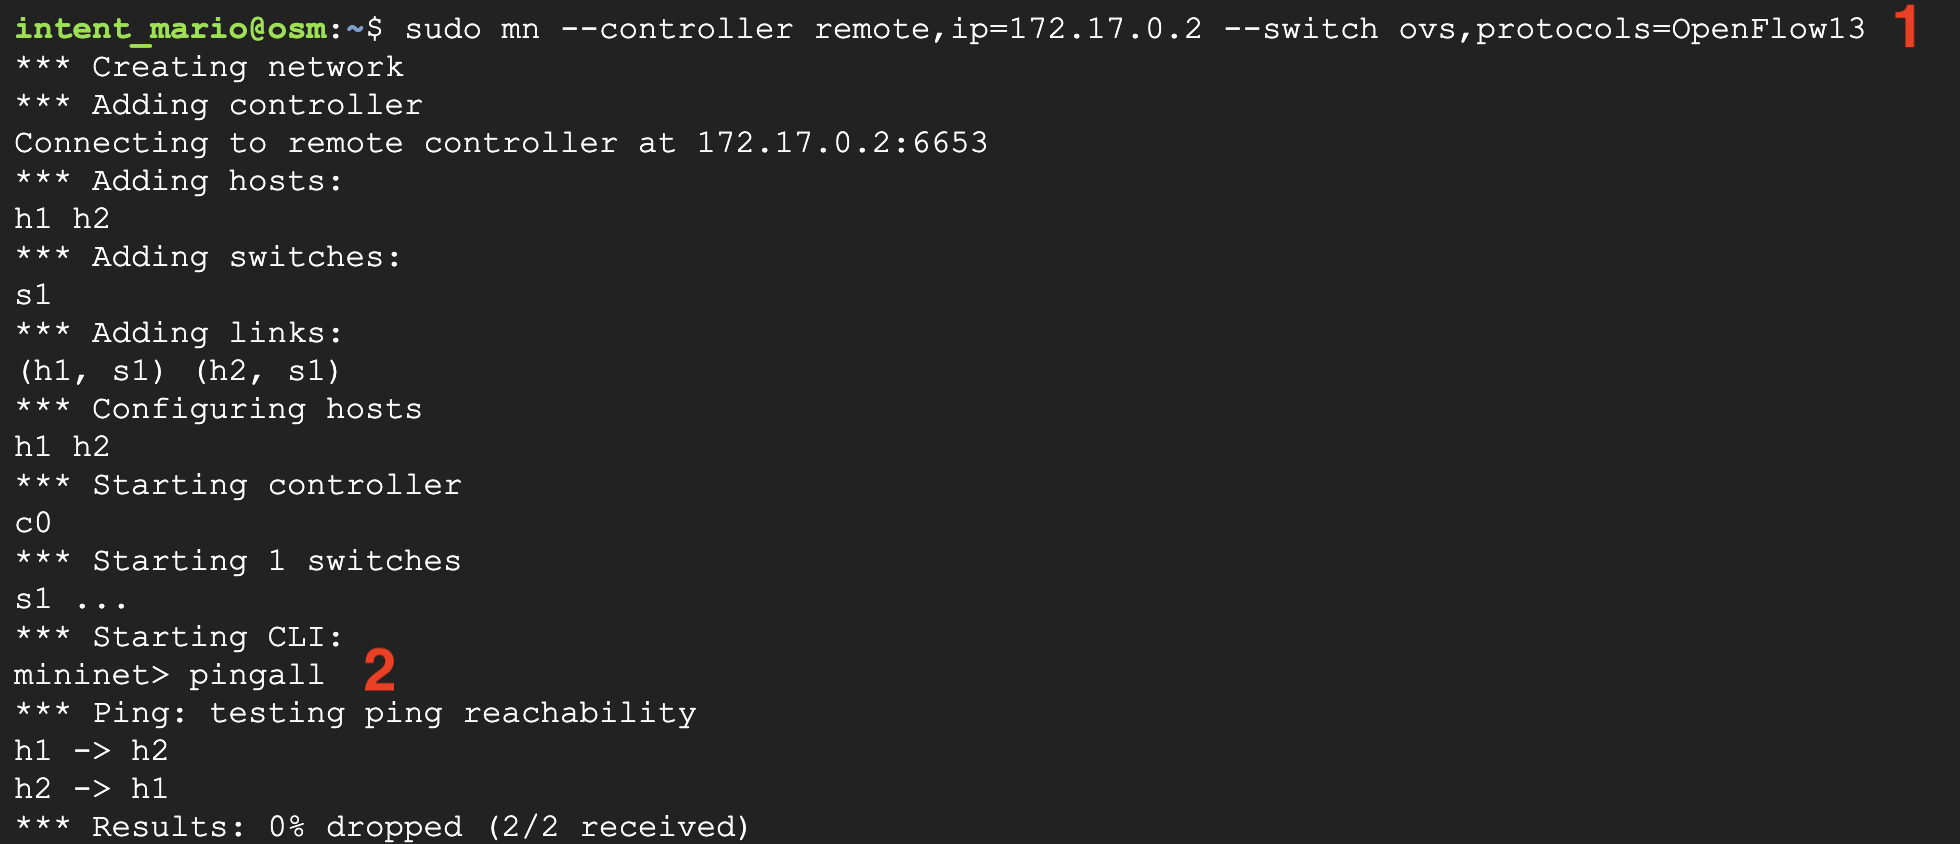 intent_mario@osm:~$ sudo mn --controller remote,ip=172.17.0.2 --switch ovs,protocols=OpenFlow13 1
*** Creating network
*** Adding controller
Connecting to remote controller at 172.17.0.2:6653
*** Adding hosts:
h1 h2
*** Adding switches:
s1
*** Adding links:
(h1, s1) (h2, s1)
*** Configuring hosts
h1 h2
*** Starting controller
c0
*** Starting 1 switches
s1 ...
*** Starting CLI:
mininet> pingall 2
*** Ping: testing ping reachability
h1 -> h2
h2 -> h1
*** Results: 0% dropped (2/2 received)